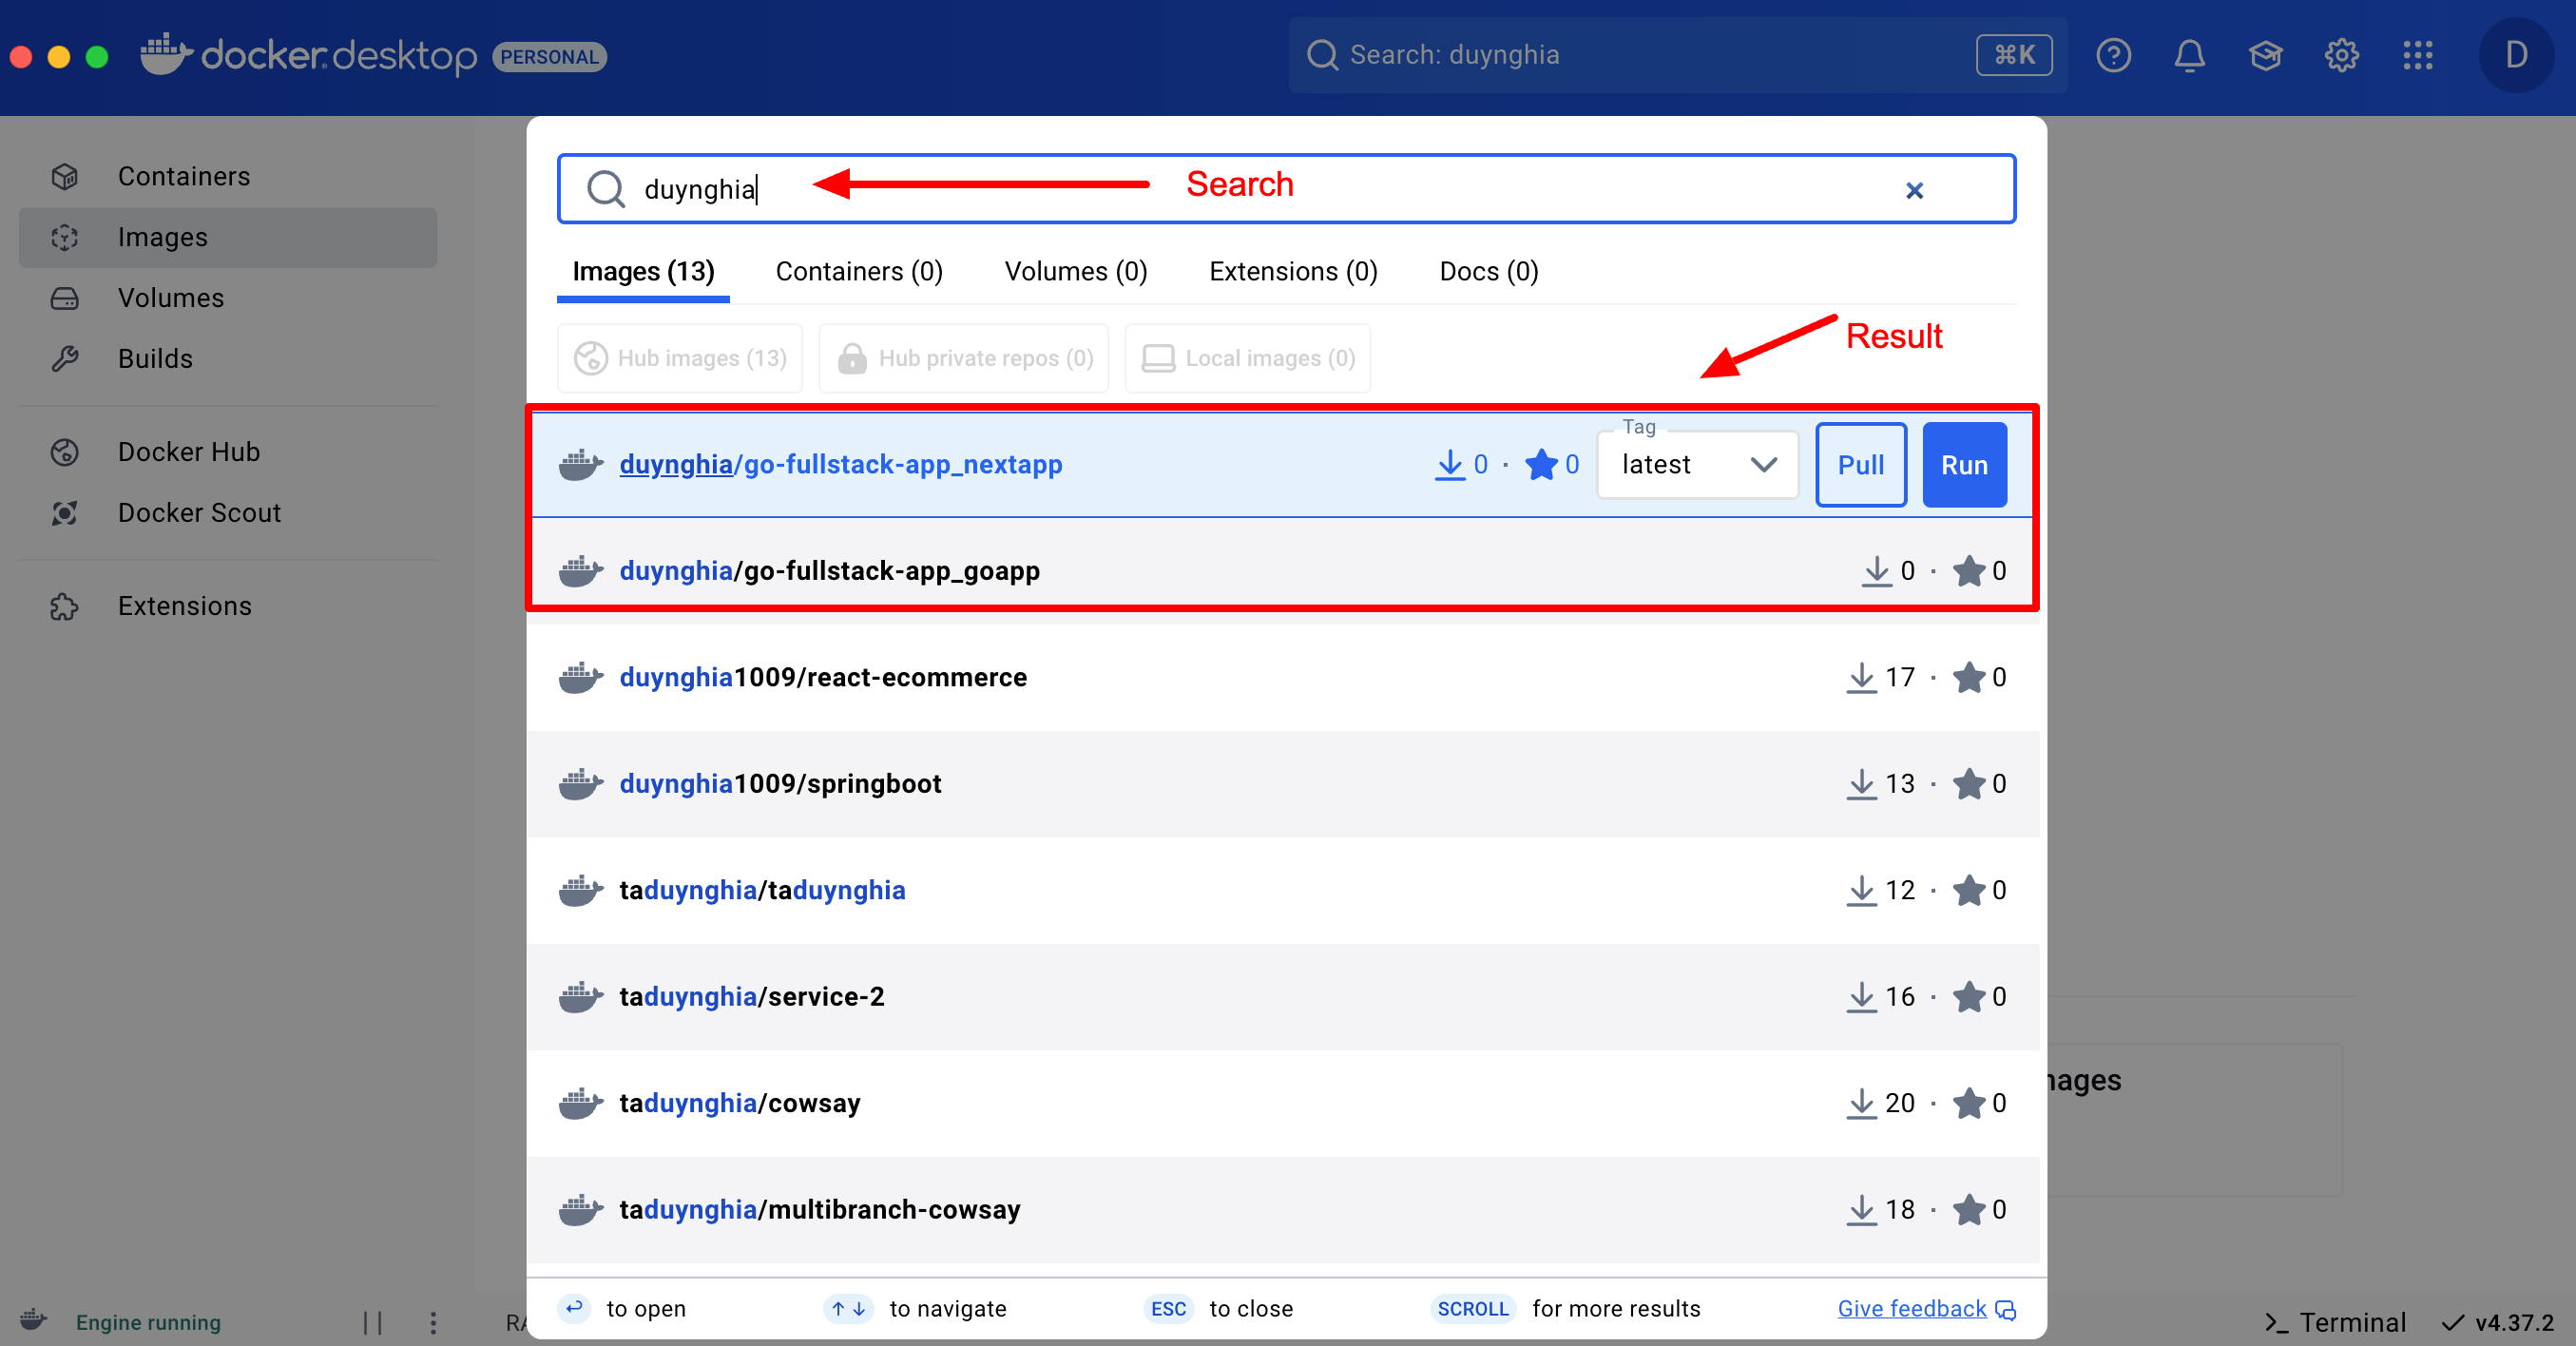 docker.desktop PERSONAL
Search: duynghia ⌘K
D
Containers
Images
Volumes
Builds
Docker Hub
Docker Scout
Extensions
duynghia
Search
Images (13) Containers (0) Volumes (0) Extensions (0) Docs (0)
Result
Hub images (13) Hub private repos (0) Local images (0)
Tag
duynghia/go-fullstack-app_nextapp 0 · 0 latest Pull Run
duynghia/go-fullstack-app_goapp 0 · 0
duynghia1009/react-ecommerce 17 · 0
duynghia1009/springboot 13 · 0
taduynghia/taduynghia 12 · 0
taduynghia/service-2 16 · 0
taduynghia/cowsay 20 · 0
taduynghia/multibranch-cowsay 18 · 0
to open ↑ ↓ to navigate ESC to close SCROLL for more results Give feedback
Engine running
Terminal v4.37.2